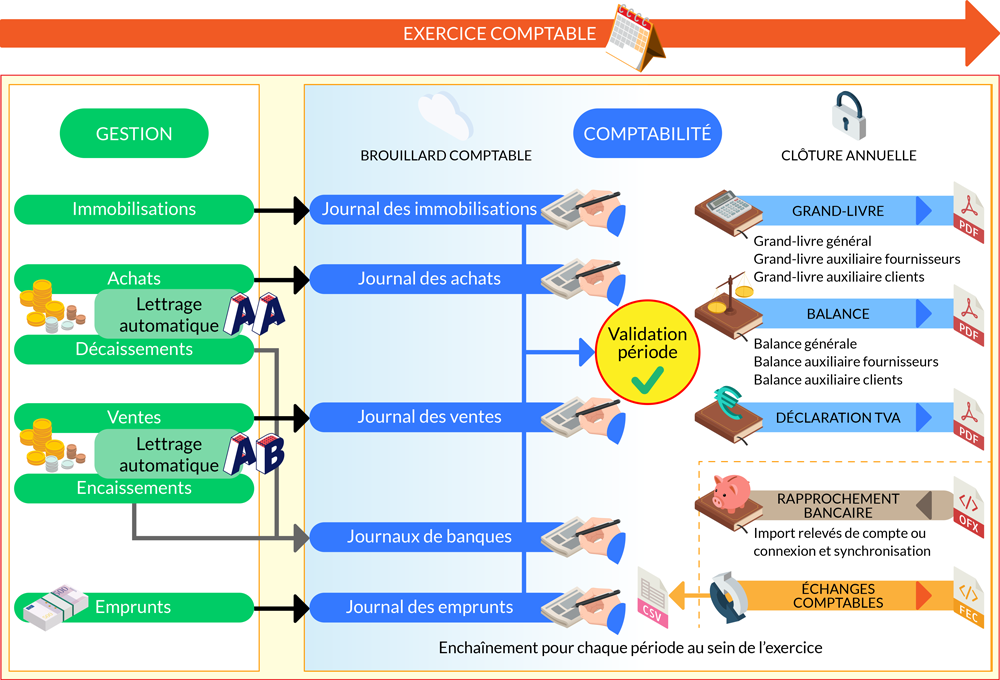 EXERCICE COMPTABLE
GESTION
Immobilisations
Achats
Lettrage
automatique
AA
Décaissements
Ventes
Lettrage
automatique
AB
Encaissements
Emprunts
BROUILLARD COMPTABLE
COMPTABILITÉ
Journal des immobilisations
Journal des achats
Validation
période
Journal des ventes
Journaux de banques
Journal des emprunts
CLÔTURE ANNUELLE
GRAND-LIVRE
PDF
Grand-livre général
Grand-livre auxiliaire fournisseurs
Grand-livre auxiliaire clients
BALANCE
PDF
Balance générale
Balance auxiliaire fournisseurs
Balance auxiliaire clients
€
DÉCLARATION TVA
PDF
RAPPROCHEMENT
BANCAIRE
</>
OFX
Import relevés de compte ou
connexion et synchronisation
CSV
ÉCHANGES
COMPTABLES
</>
FEC
Enchaînement pour chaque période au sein de l’exercice